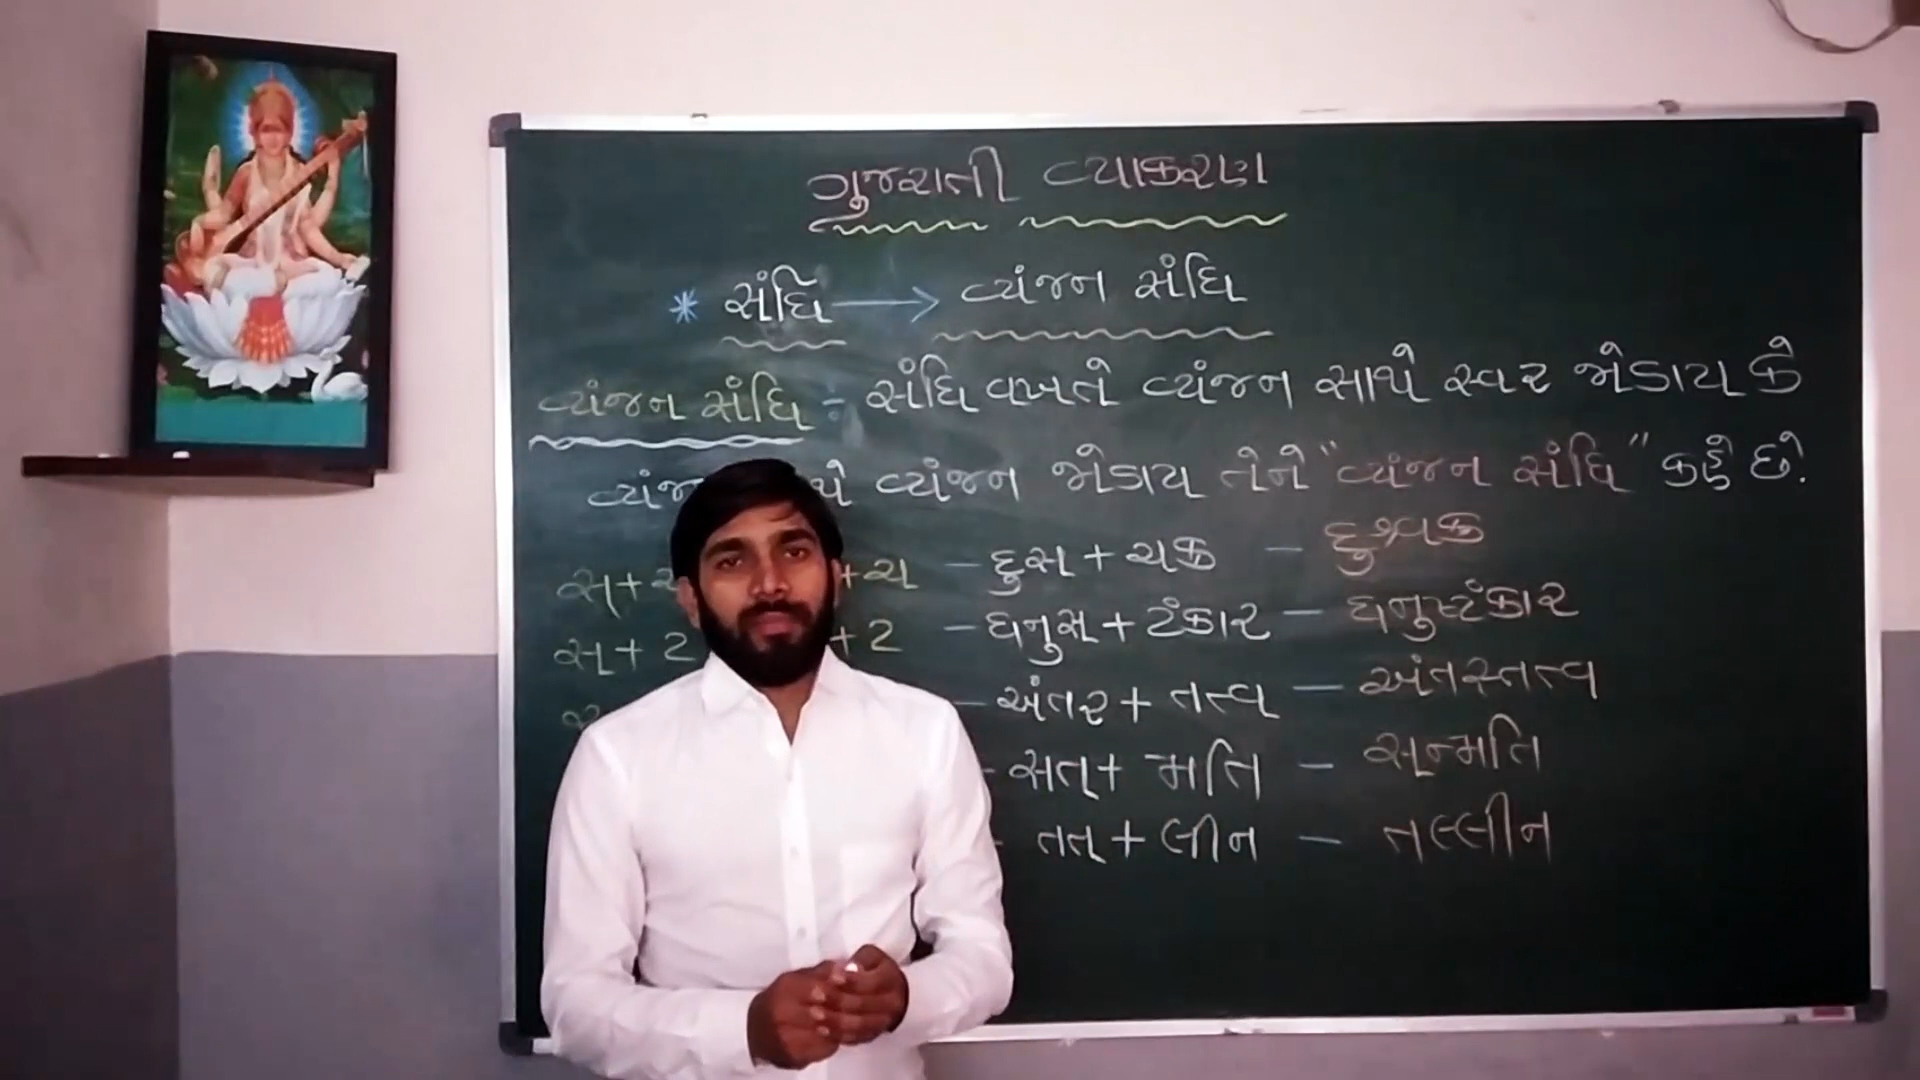 ગુજરાતી વ્યાકરણ
* સંધિ → વ્યંજન સંધિ
વ્યંજન સંધિ :- સંધિ વખતે વ્યંજન સાથે સ્વર જોડાય કે
વ્યંજન જોડાય તેને "વ્યંજન સંધિ" કહે છે.
સ્ + + ચ - દુસ્ + ચક્ર - દુશ્ચક્ર
સ્ + ટ + ટ - ધનુસ્ + ટંકાર - ધનુષ્ટંકાર
- અંતર + તત્ત્વ - અંતસ્તત્ત્વ
- સત્ + મતિ - સન્મતિ
- તત્ + લીન - તલ્લીન